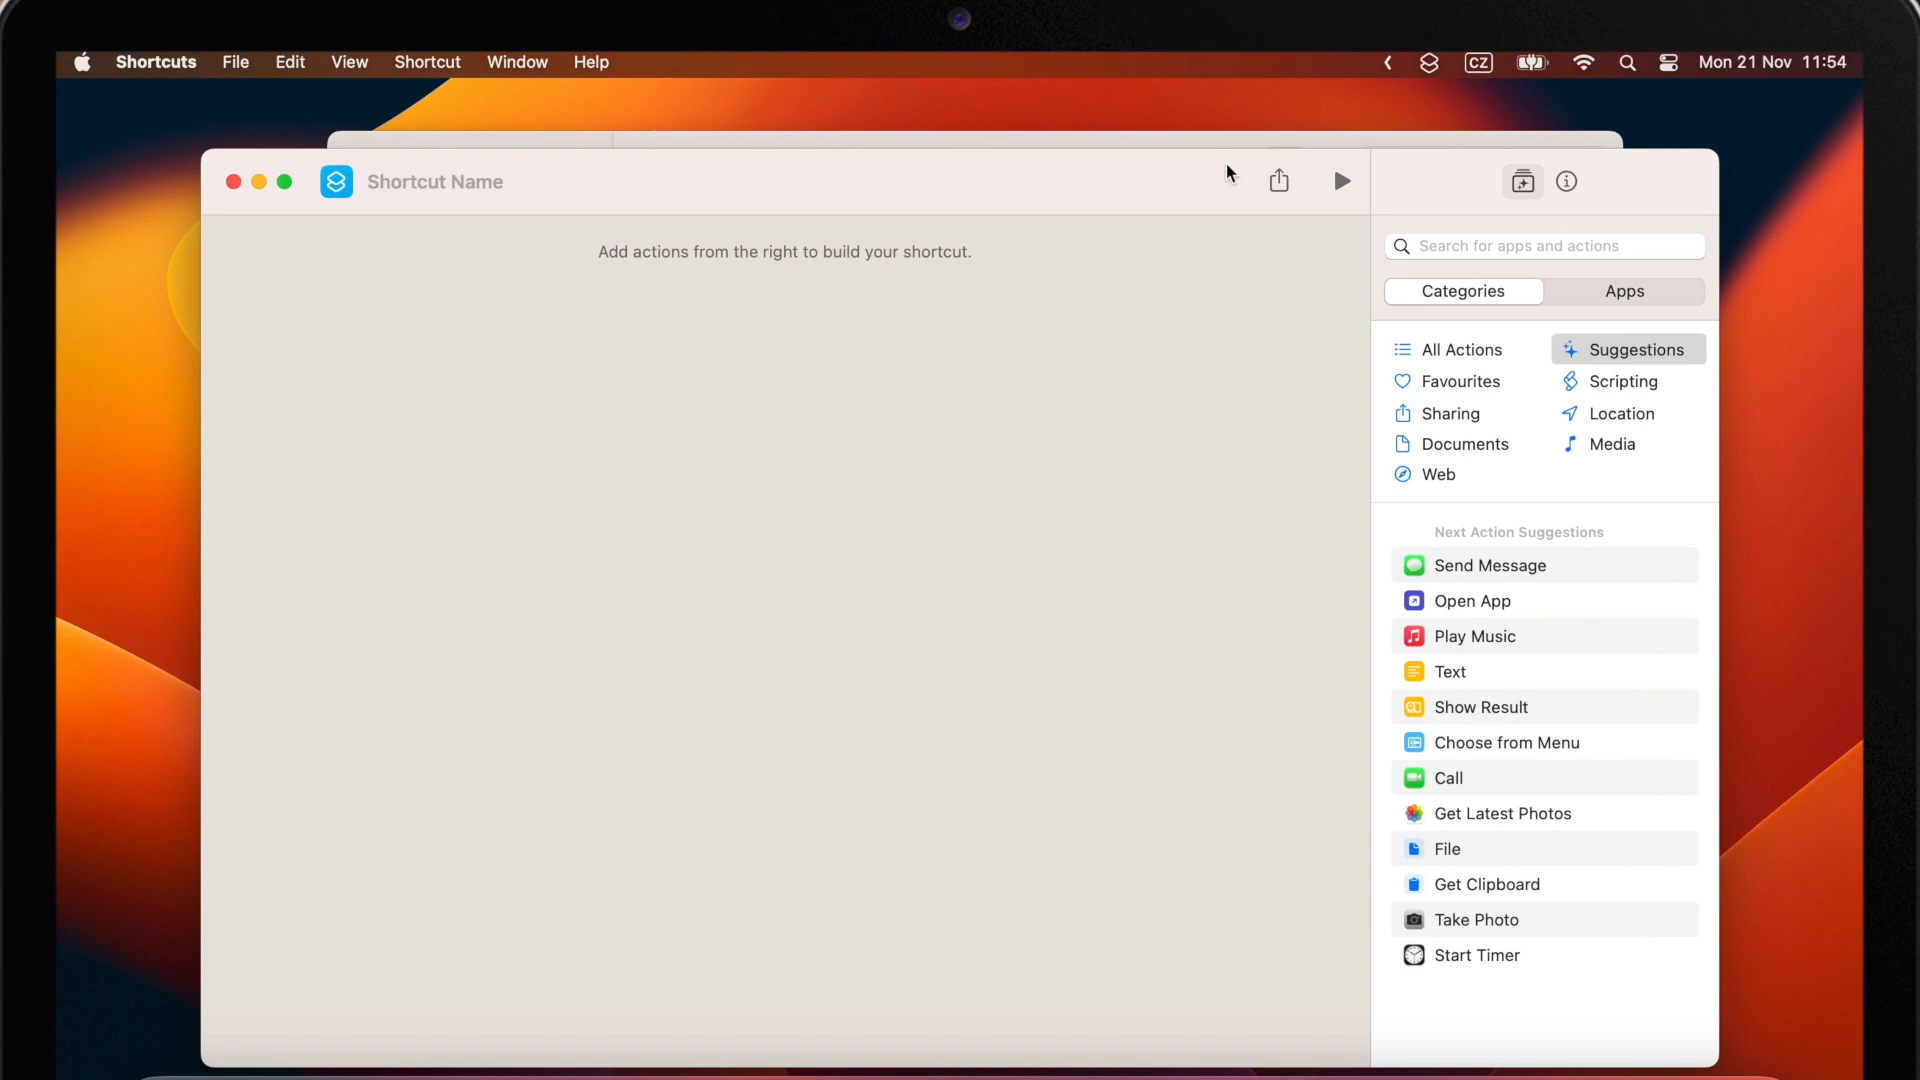 Shortcuts File Edit View Shortcut Window Help CZ Mon 21 Nov 11:54
Shortcut Name
Add actions from the right to build your shortcut.
Search for apps and actions
Categories Apps
All Actions Suggestions
Favourites Scripting
Sharing Location
Documents Media
Web
Next Action Suggestions
Send Message
Open App
Play Music
Text
Show Result
Choose from Menu
Call
Get Latest Photos
File
Get Clipboard
Take Photo
Start Timer